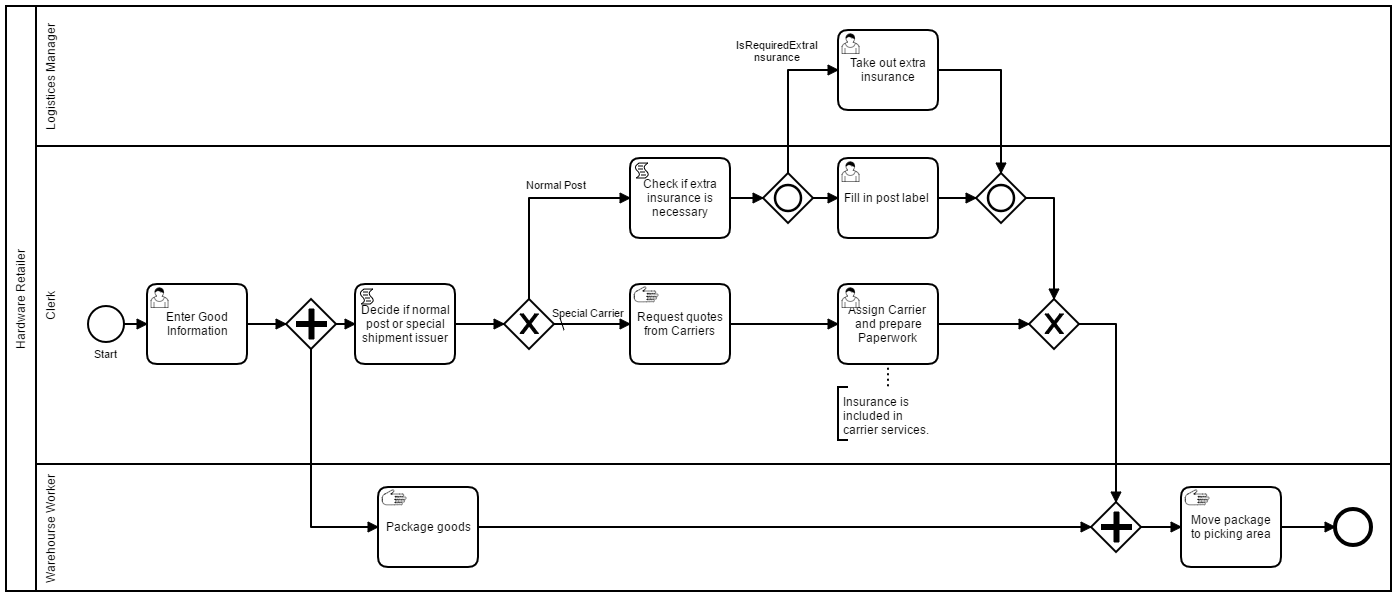 Hardware Retailer
Logistices Manager
IsRequiredExtraI
nsurance
Take out extra
insurance
Clerk
Normal Post
Check if extra
insurance is
necessary
Fill in post label
Start
Enter Good
Information
Decide if normal
post or special
shipment issuer
Special Carrier
Request quotes
from Carriers
Assign Carrier
and prepare
Paperwork
Insurance is
included in
carrier services.
Warehourse Worker
Package goods
Move package
to picking area